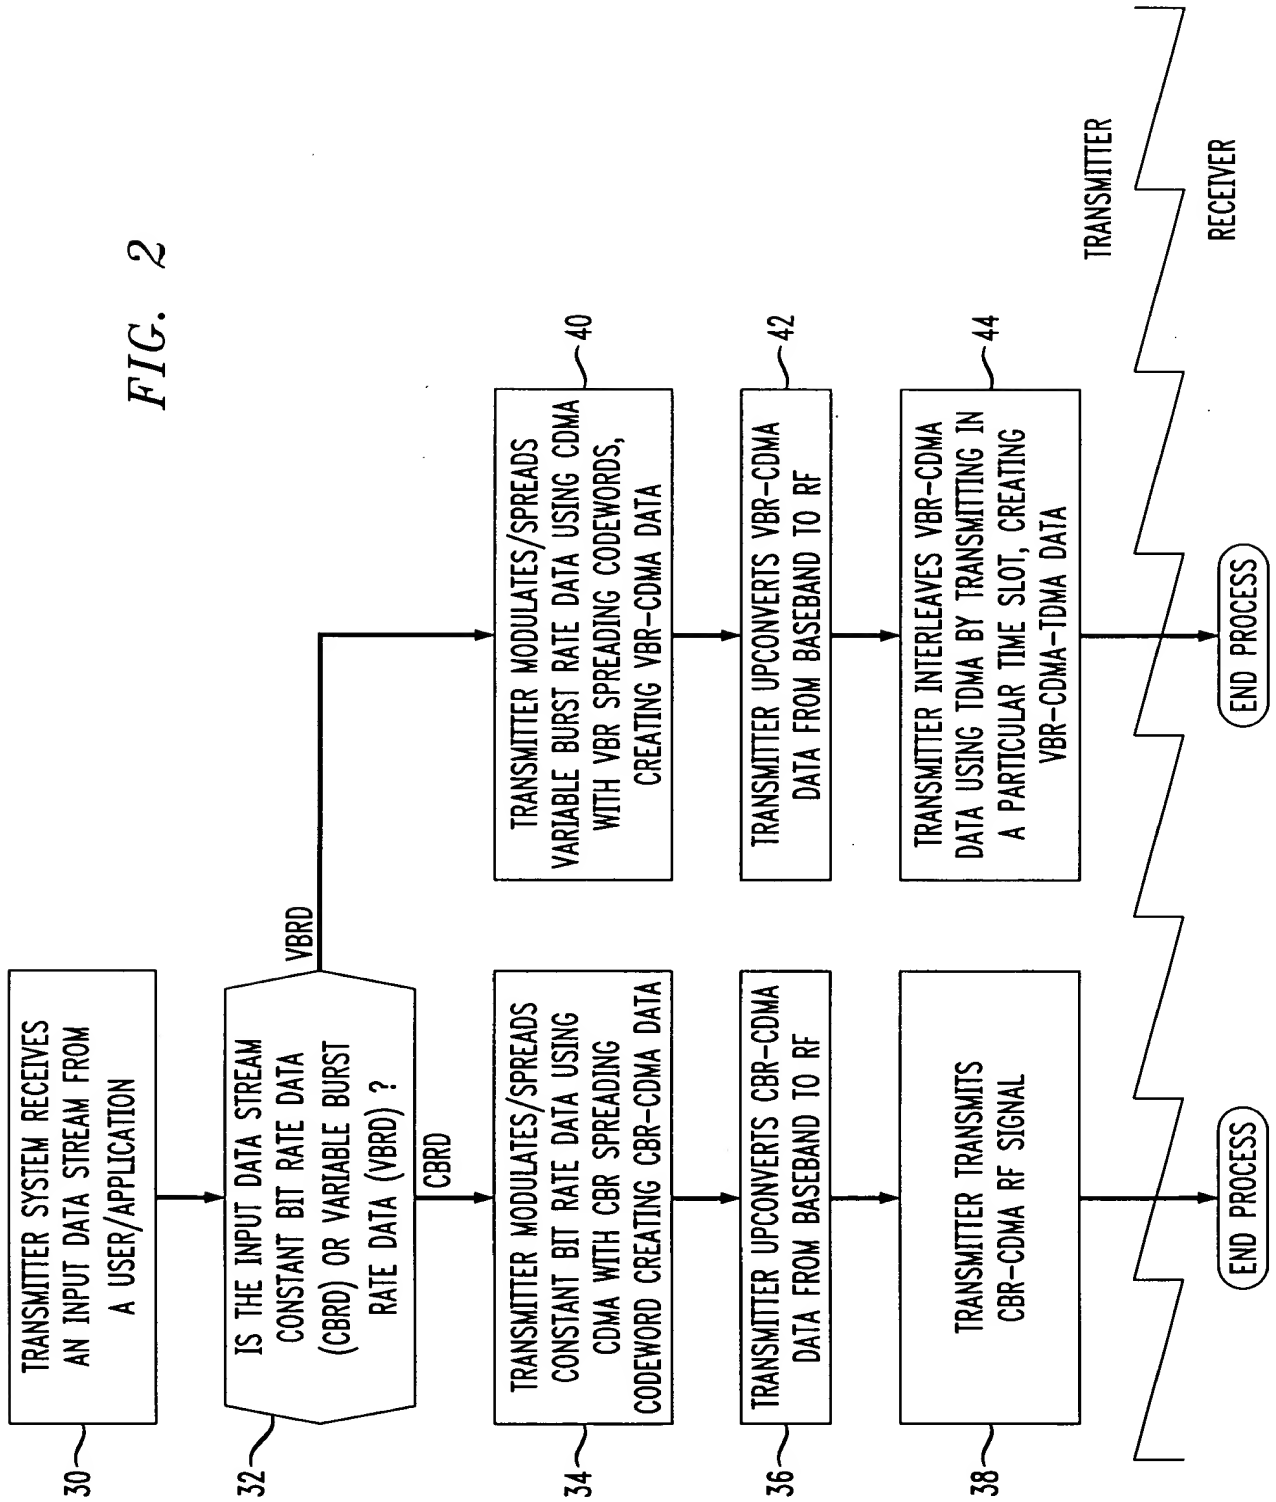 FIG. 2
30
TRANSMITTER SYSTEM RECEIVES
AN INPUT DATA STREAM FROM
A USER/APPLICATION
32
IS THE INPUT DATA STREAM
CONSTANT BIT RATE DATA
(CBRD) OR VARIABLE BURST
RATE DATA (VBRD) ?
VBRD
CBRD
34
TRANSMITTER MODULATES/SPREADS
CONSTANT BIT RATE DATA USING
CDMA WITH CBR SPREADING
CODEWORD CREATING CBR-CDMA DATA
36
TRANSMITTER UPCONVERTS CBR-CDMA
DATA FROM BASEBAND TO RF
38
TRANSMITTER TRANSMITS
CBR-CDMA RF SIGNAL
END PROCESS
40
TRANSMITTER MODULATES/SPREADS
VARIABLE BURST RATE DATA USING CDMA
WITH VBR SPREADING CODEWORDS,
CREATING VBR-CDMA DATA
42
TRANSMITTER UPCONVERTS VBR-CDMA
DATA FROM BASEBAND TO RF
44
TRANSMITTER INTERLEAVES VBR-CDMA
DATA USING TDMA BY TRANSMITTING IN
A PARTICULAR TIME SLOT, CREATING
VBR-CDMA-TDMA DATA
END PROCESS
TRANSMITTER
RECEIVER